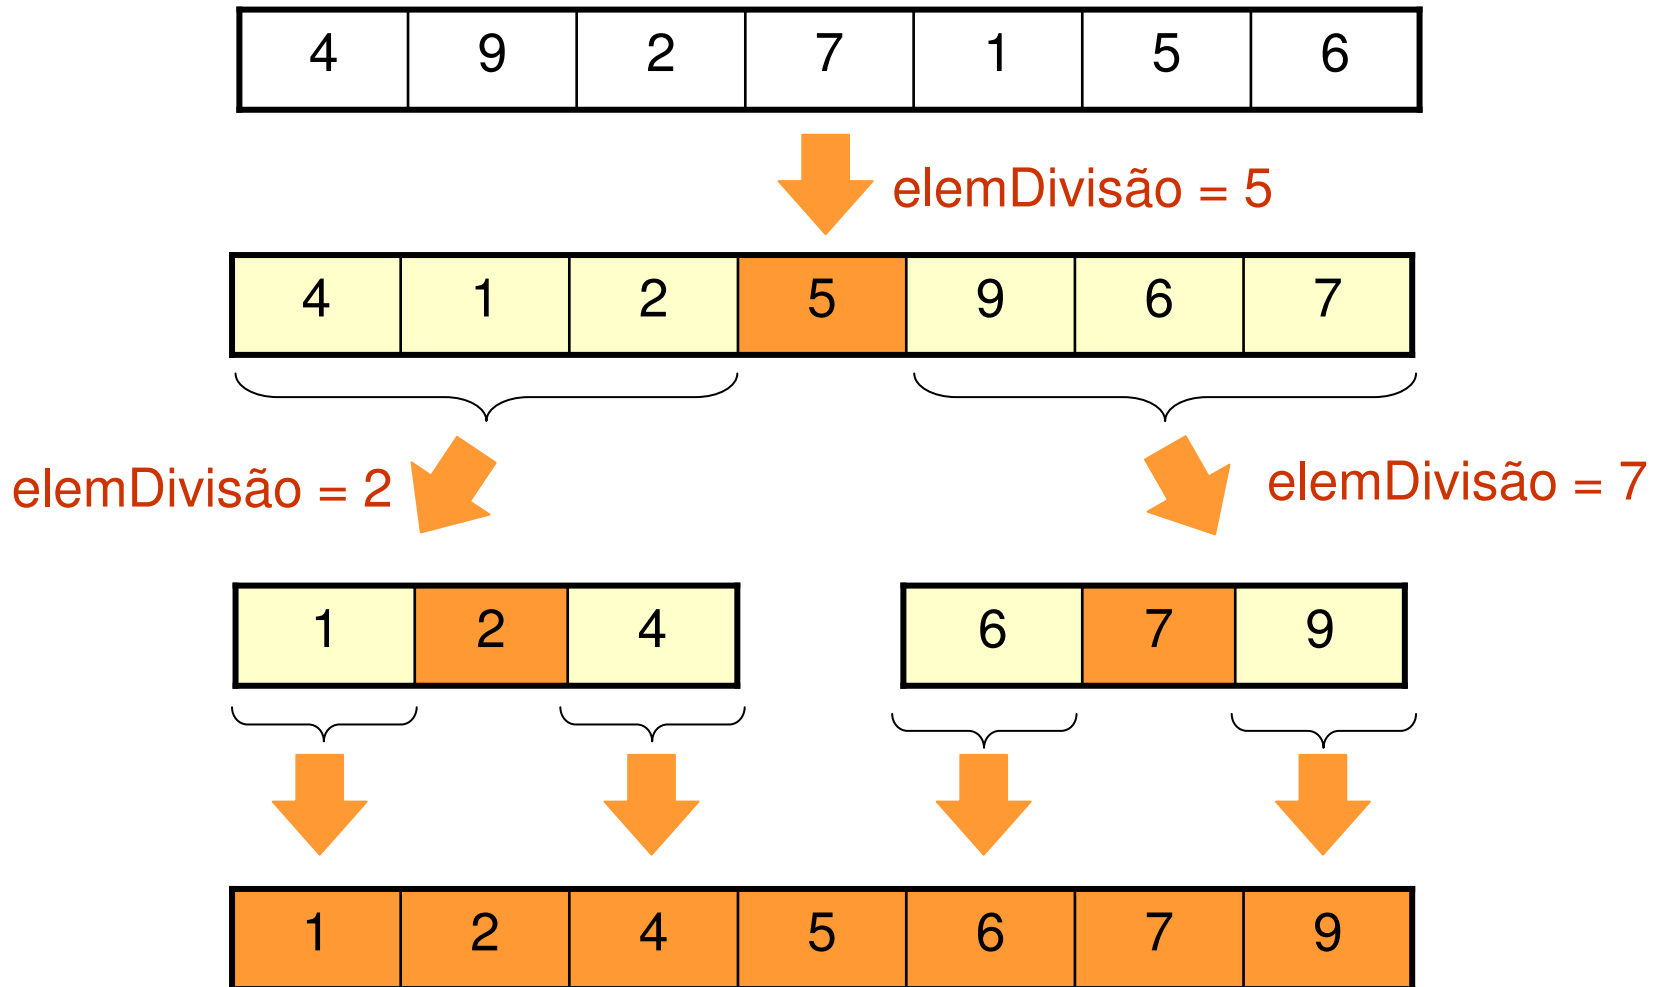 4 9 2 7 1 5 6
elemDivisão = 5
4 1 2 5 9 6 7
elemDivisão = 2
elemDivisão = 7
1 2 4
6 7 9
1 2 4 5 6 7 9